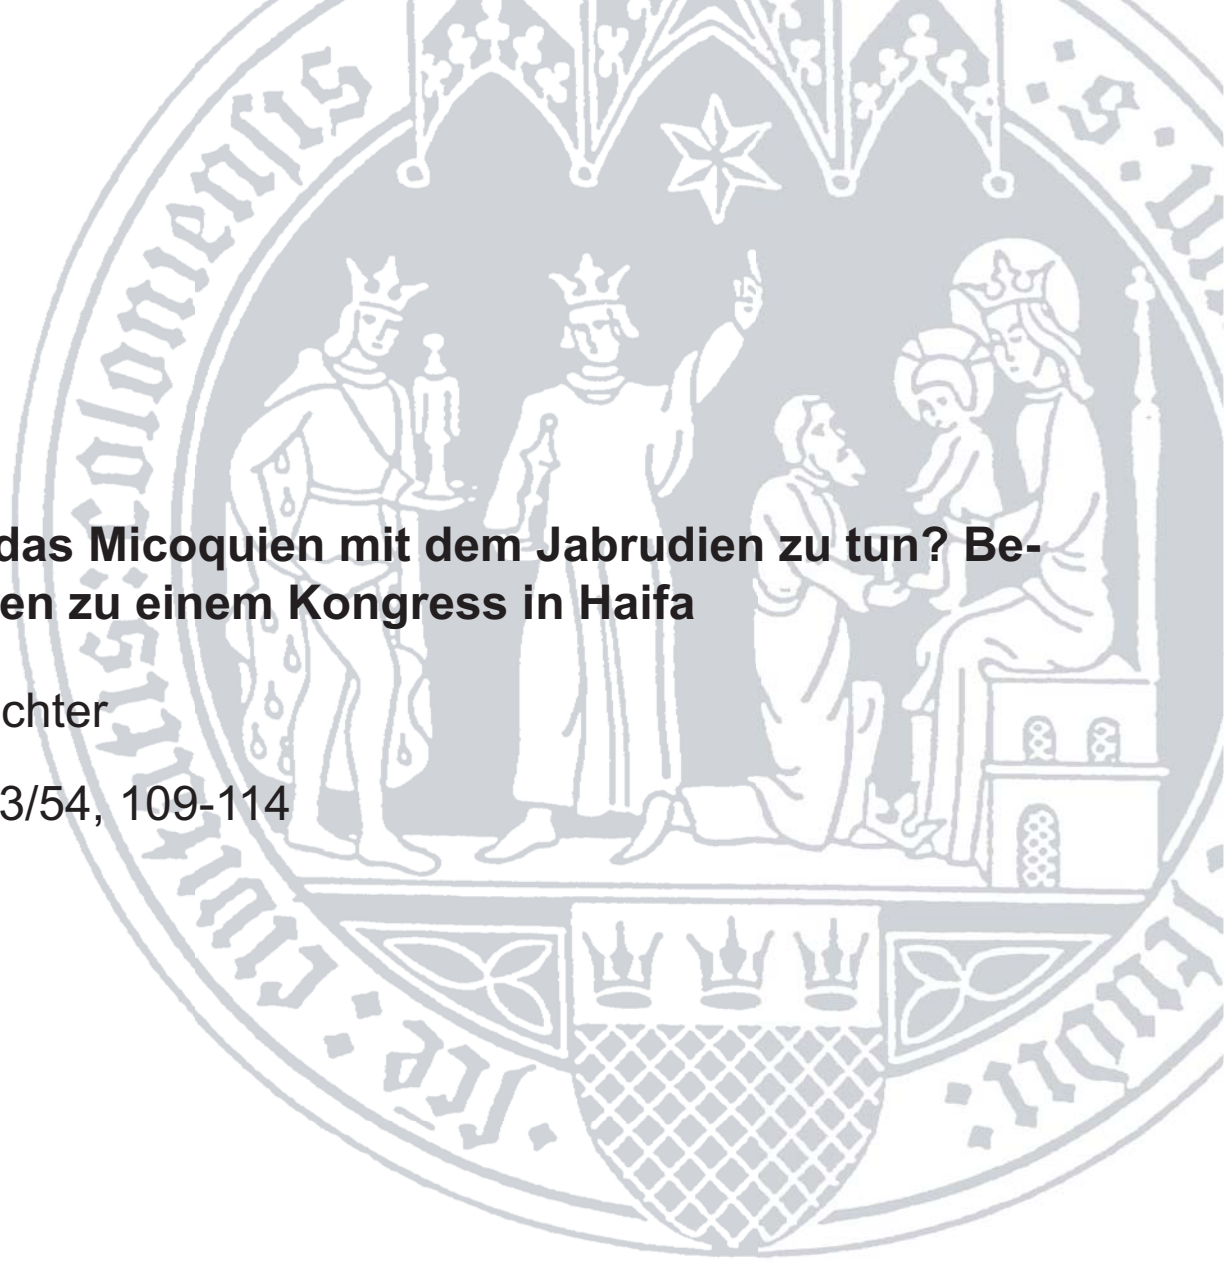 das Micoquien mit dem Jabrudien zu tun? Be-
en zu einem Kongress in Haifa
chter
3/54, 109-114